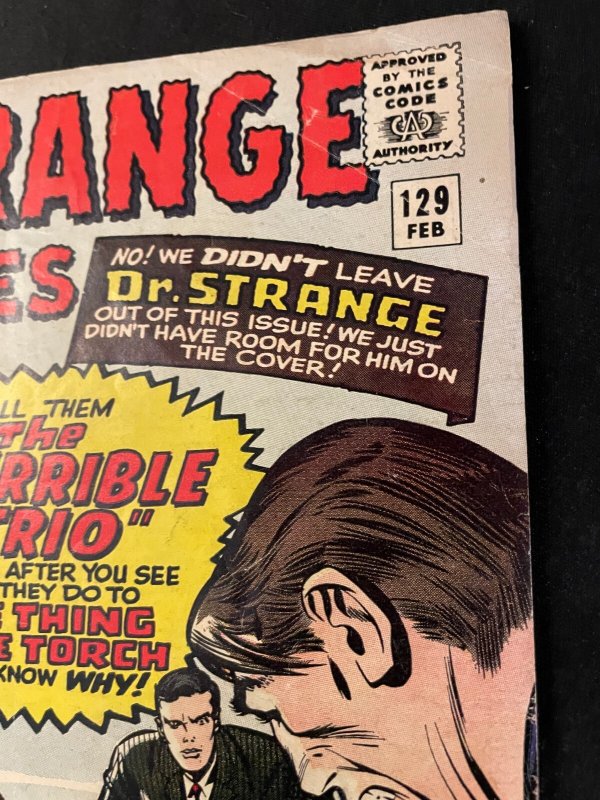 RANGE
ES
APPROVED
BY THE
COMICS
CODE
CA
AUTHORITY
129
FEB
NO! WE DIDN'T LEAVE
Dr. STRANGE
OUT OF THIS ISSUE! WE JUST
DIDN'T HAVE ROOM FOR HIM ON
THE COVER!
LL THEM
The
RRIBLE
TRIO"
AFTER YOU SEE
THEY DO TO
E THING
E TORCH
KNOW WHY!